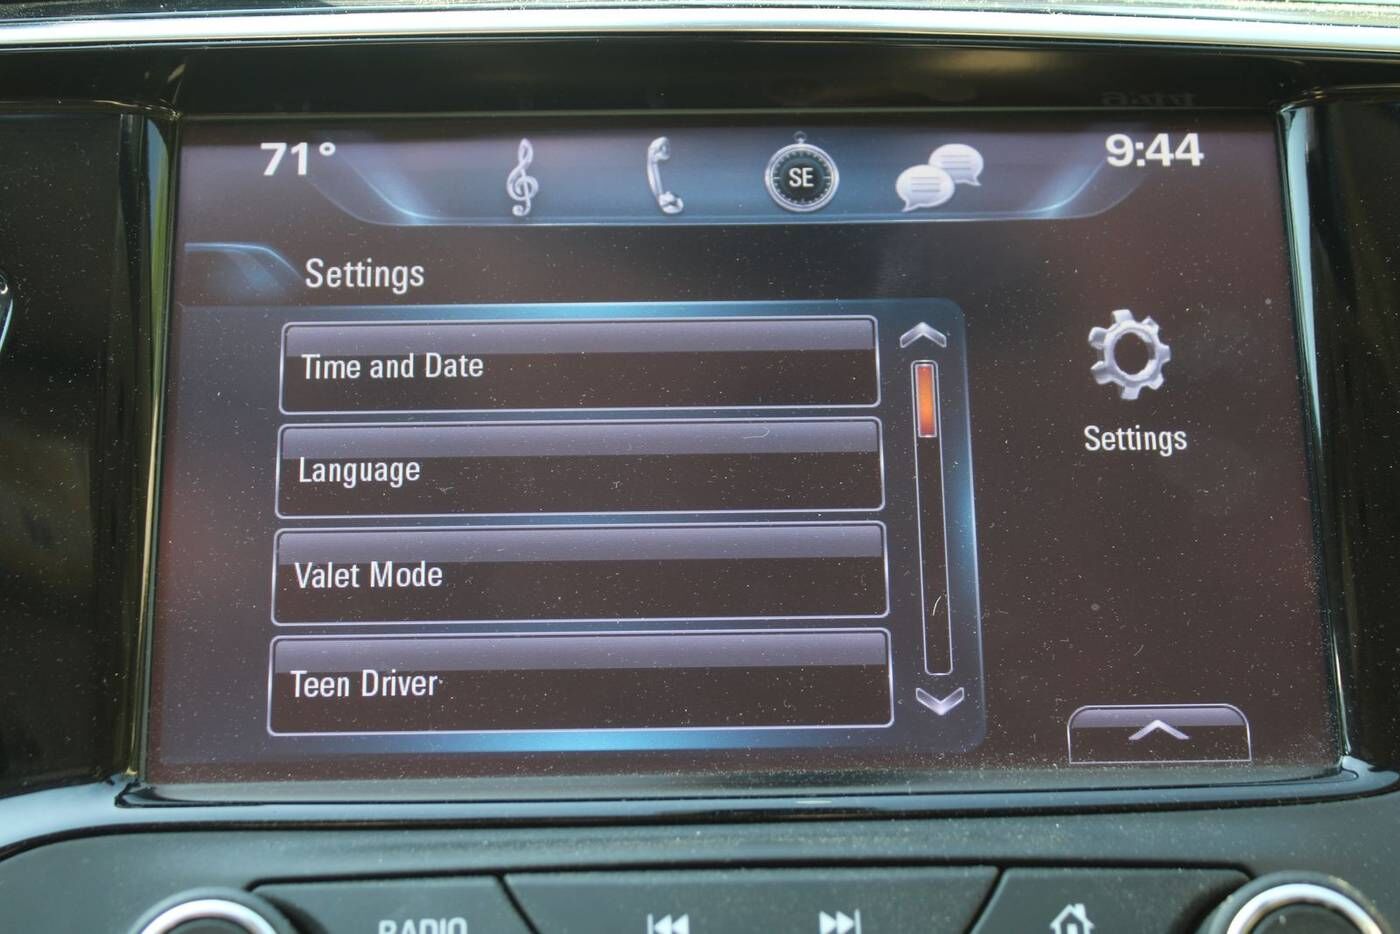 71°
SE
9:44
Settings
Time and Date
Language
Valet Mode
Teen Driver
Settings
RADIO